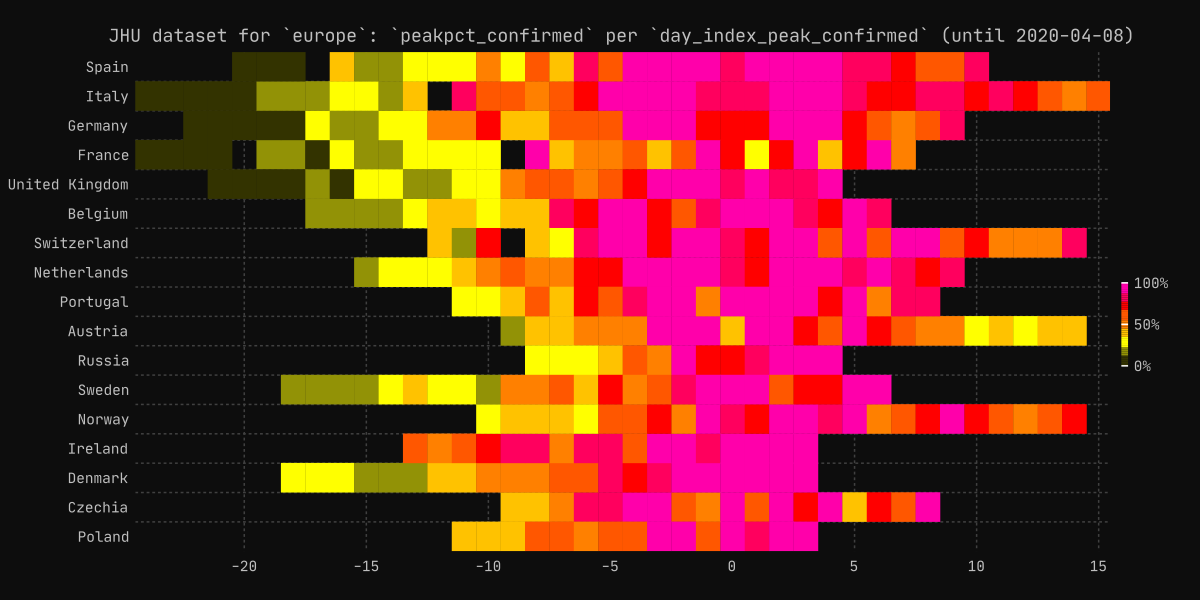 JHU dataset for `europe`: `peakpct_confirmed` per `day_index_peak_confirmed` (until 2020-04-08)
Spain
Italy
Germany
France
United Kingdom
Belgium
Switzerland
Netherlands
Portugal
Austria
Russia
Sweden
Norway
Ireland
Denmark
Czechia
Poland
100%
50%
0%
-20 -15 -10 -5 0 5 10 15